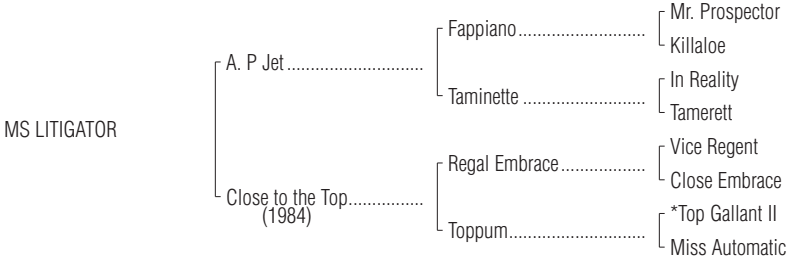 Mr. Prospector
Fappiano
Killaloe
A. P Jet
In Reality
Taminette
Tamerett
MS LITIGATOR
Vice Regent
Regal Embrace
Close Embrace
Close to the Top
(1984)
*Top Gallant II
Toppum
Miss Automatic